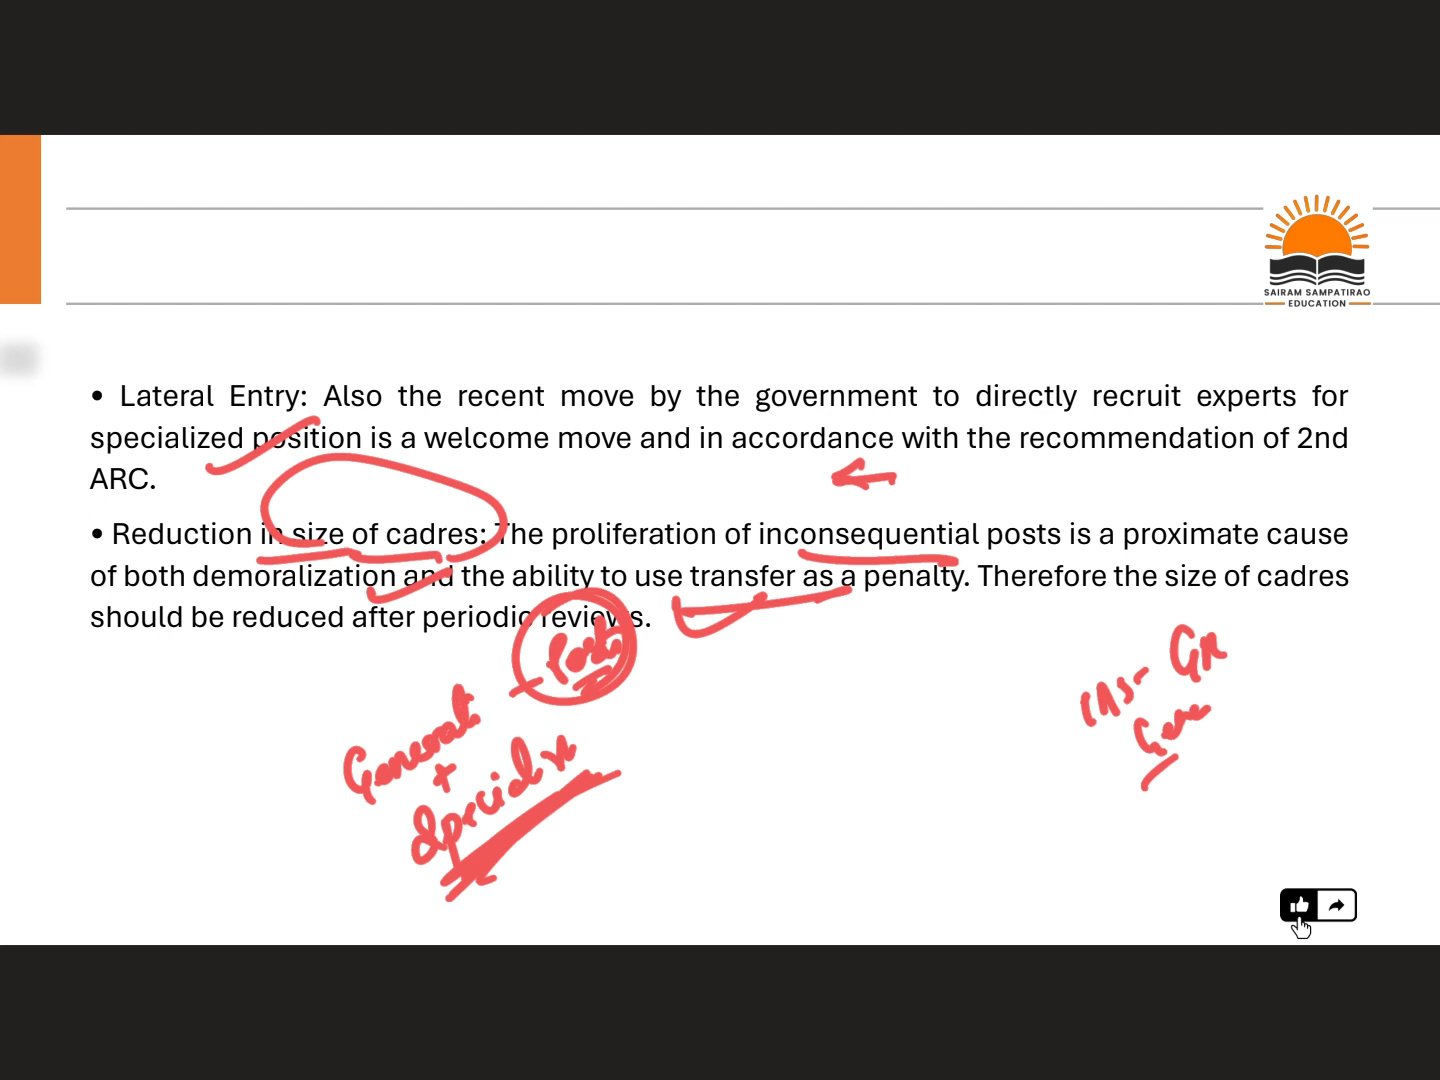 SAIRAM SAMPATIRAO
EDUCATION
• Lateral Entry: Also the recent move by the government to directly recruit experts for
specialized position is a welcome move and in accordance with the recommendation of 2nd
ARC.
• Reduction in size of cadres: The proliferation of inconsequential posts is a proximate cause
of both demoralization and the ability to use transfer as a penalty. Therefore the size of cadres
should be reduced after periodic reviews.
General
+
IAS-